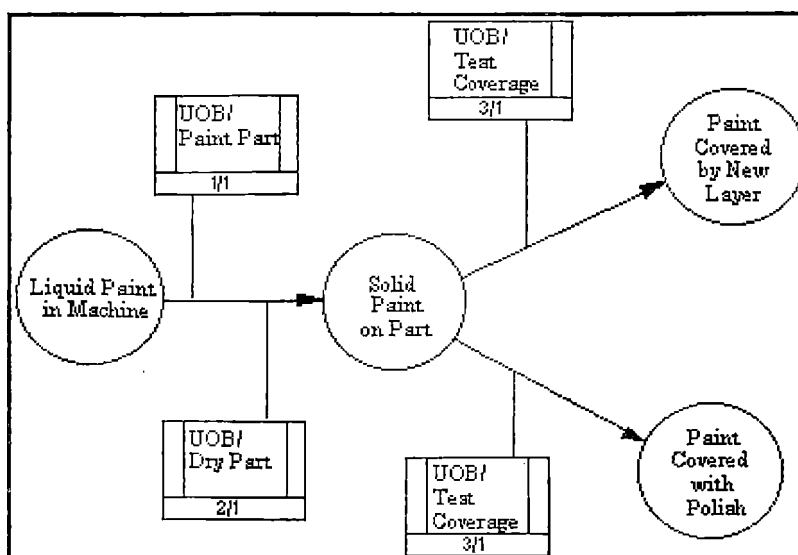 UOB/
Test
Coverage
3/1
UOB/
Paint Part
1/1
Paint
Covered
by New
Layer
Liquid Paint
in Machine
Solid
Paint
on Part
UOB/
Dry Part
2/1
UOB/
Test
Coverage
3/1
Paint
Covered
with
Polish